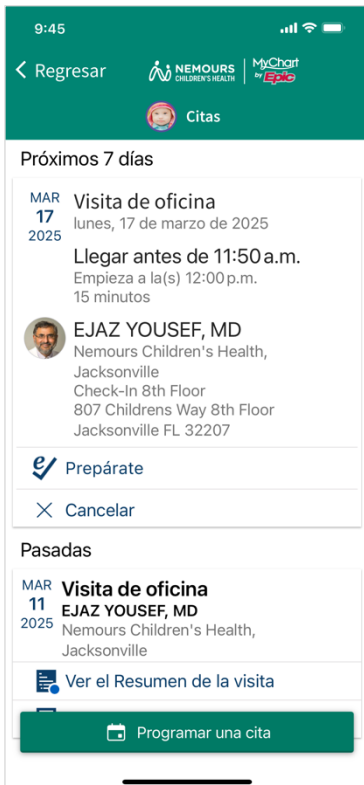 9:45
Regresar
NEMOURS
CHILDREN'S HEALTH
MyChart
by Epic
Citas
Próximos 7 días
MAR
17
2025
Visita de oficina
lunes, 17 de marzo de 2025
Llegar antes de 11:50 a.m.
Empieza a la(s) 12:00 p.m.
15 minutos
EJAZ YOUSEF, MD
Nemours Children's Health,
Jacksonville
Check-In 8th Floor
807 Childrens Way 8th Floor
Jacksonville FL 32207
Prepárate
Cancelar
Pasadas
MAR
11
2025
Visita de oficina
EJAZ YOUSEF, MD
Nemours Children's Health,
Jacksonville
Ver el Resumen de la visita
Programar una cita